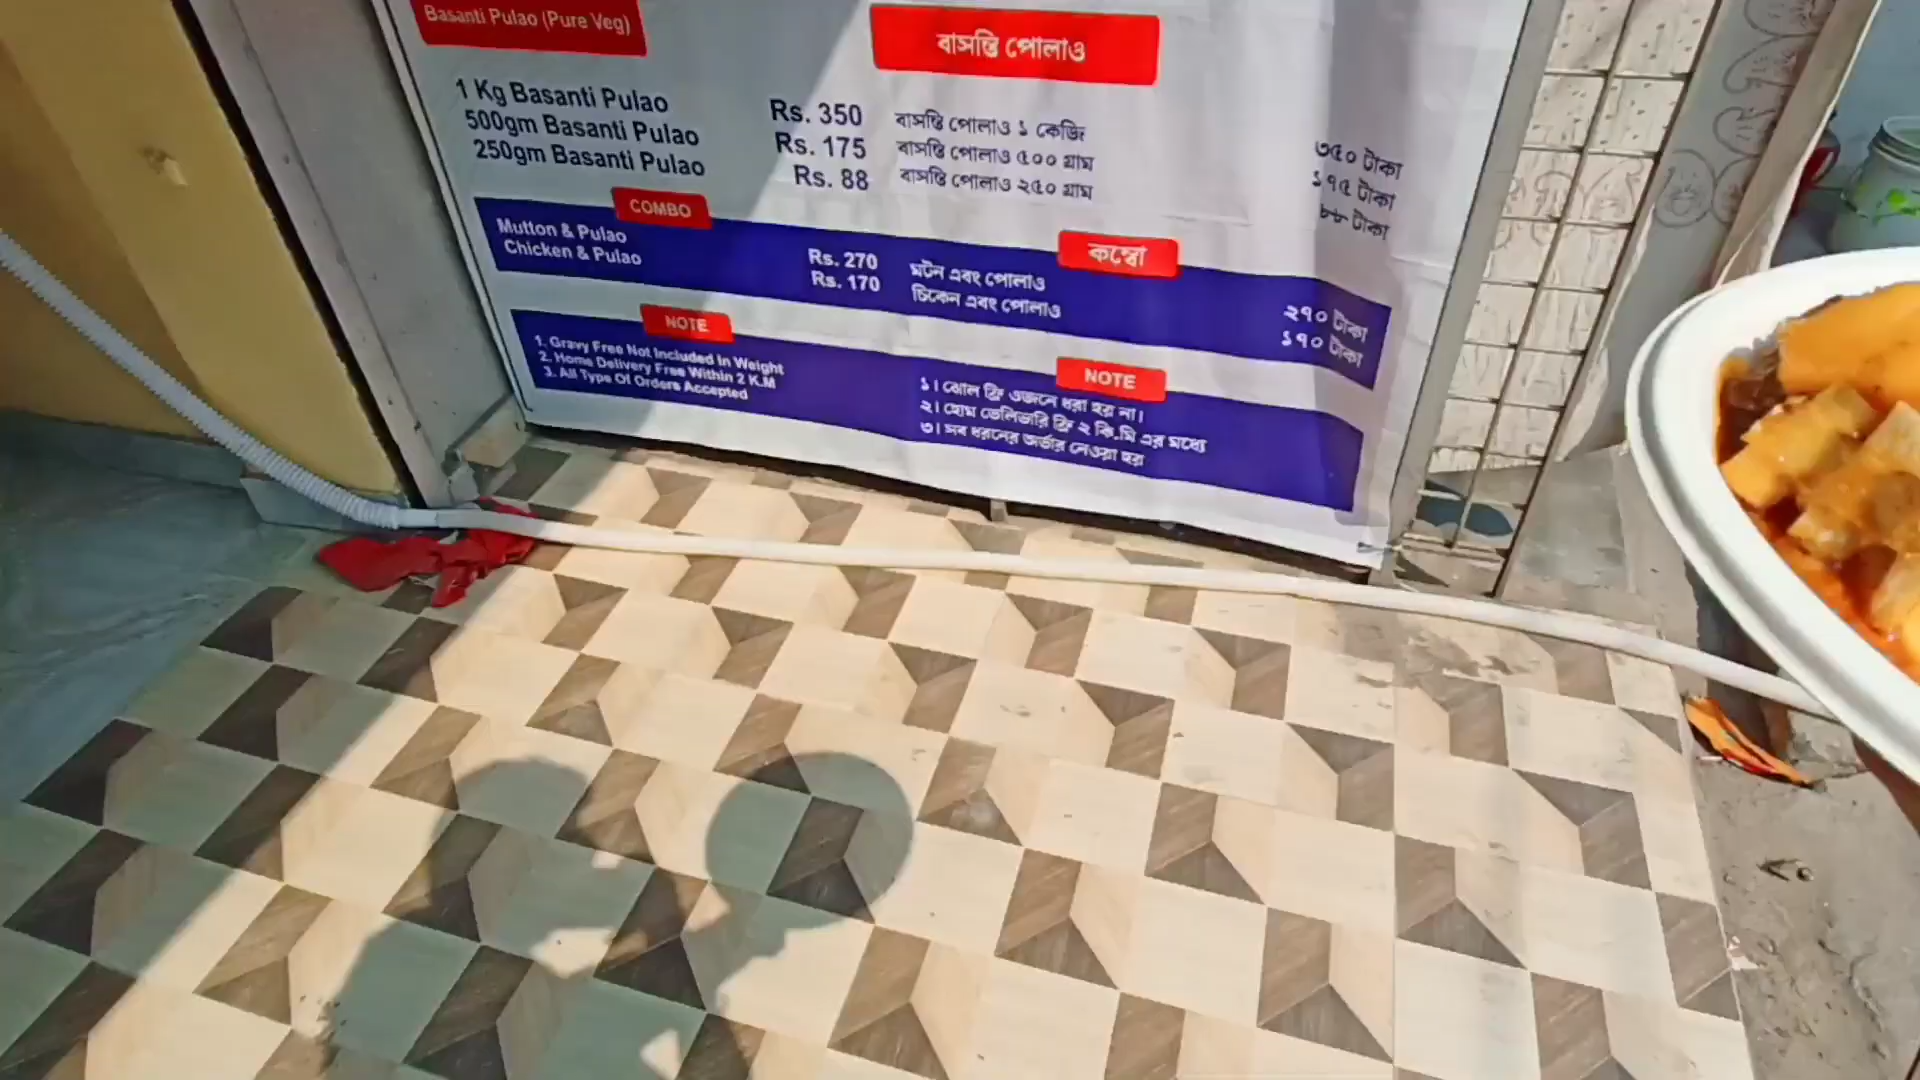 Basanti Pulao (Pure Veg)
1 Kg Basanti Pulao Rs. 350
500gm Basanti Pulao Rs. 175
250gm Basanti Pulao Rs. 88
COMBO
Mutton & Pulao Rs. 270
Chicken & Pulao Rs. 170
NOTE
1. Gravy Free Not Included In Weight
2. Home Delivery Free Within 2 K.M
3. All Type Of Orders Accepted
বাসন্তি পোলাও
বাসন্তি পোলাও ১ কেজি ৩৫০ টাকা
বাসন্তি পোলাও ৫০০ গ্রাম ১৭৫ টাকা
বাসন্তি পোলাও ২৫০ গ্রাম ৮৮ টাকা
কম্বো
মটন এবং পোলাও ২৭০ টাকা
চিকেন এবং পোলাও ১৭০ টাকা
NOTE
১। ঝোল ফ্রি ওজনে ধরা হয় না।
২। হোম ডেলিভারি ফ্রি ২ কি.মি এর মধ্যে
৩। সব ধরনের অর্ডার নেওয়া হয়